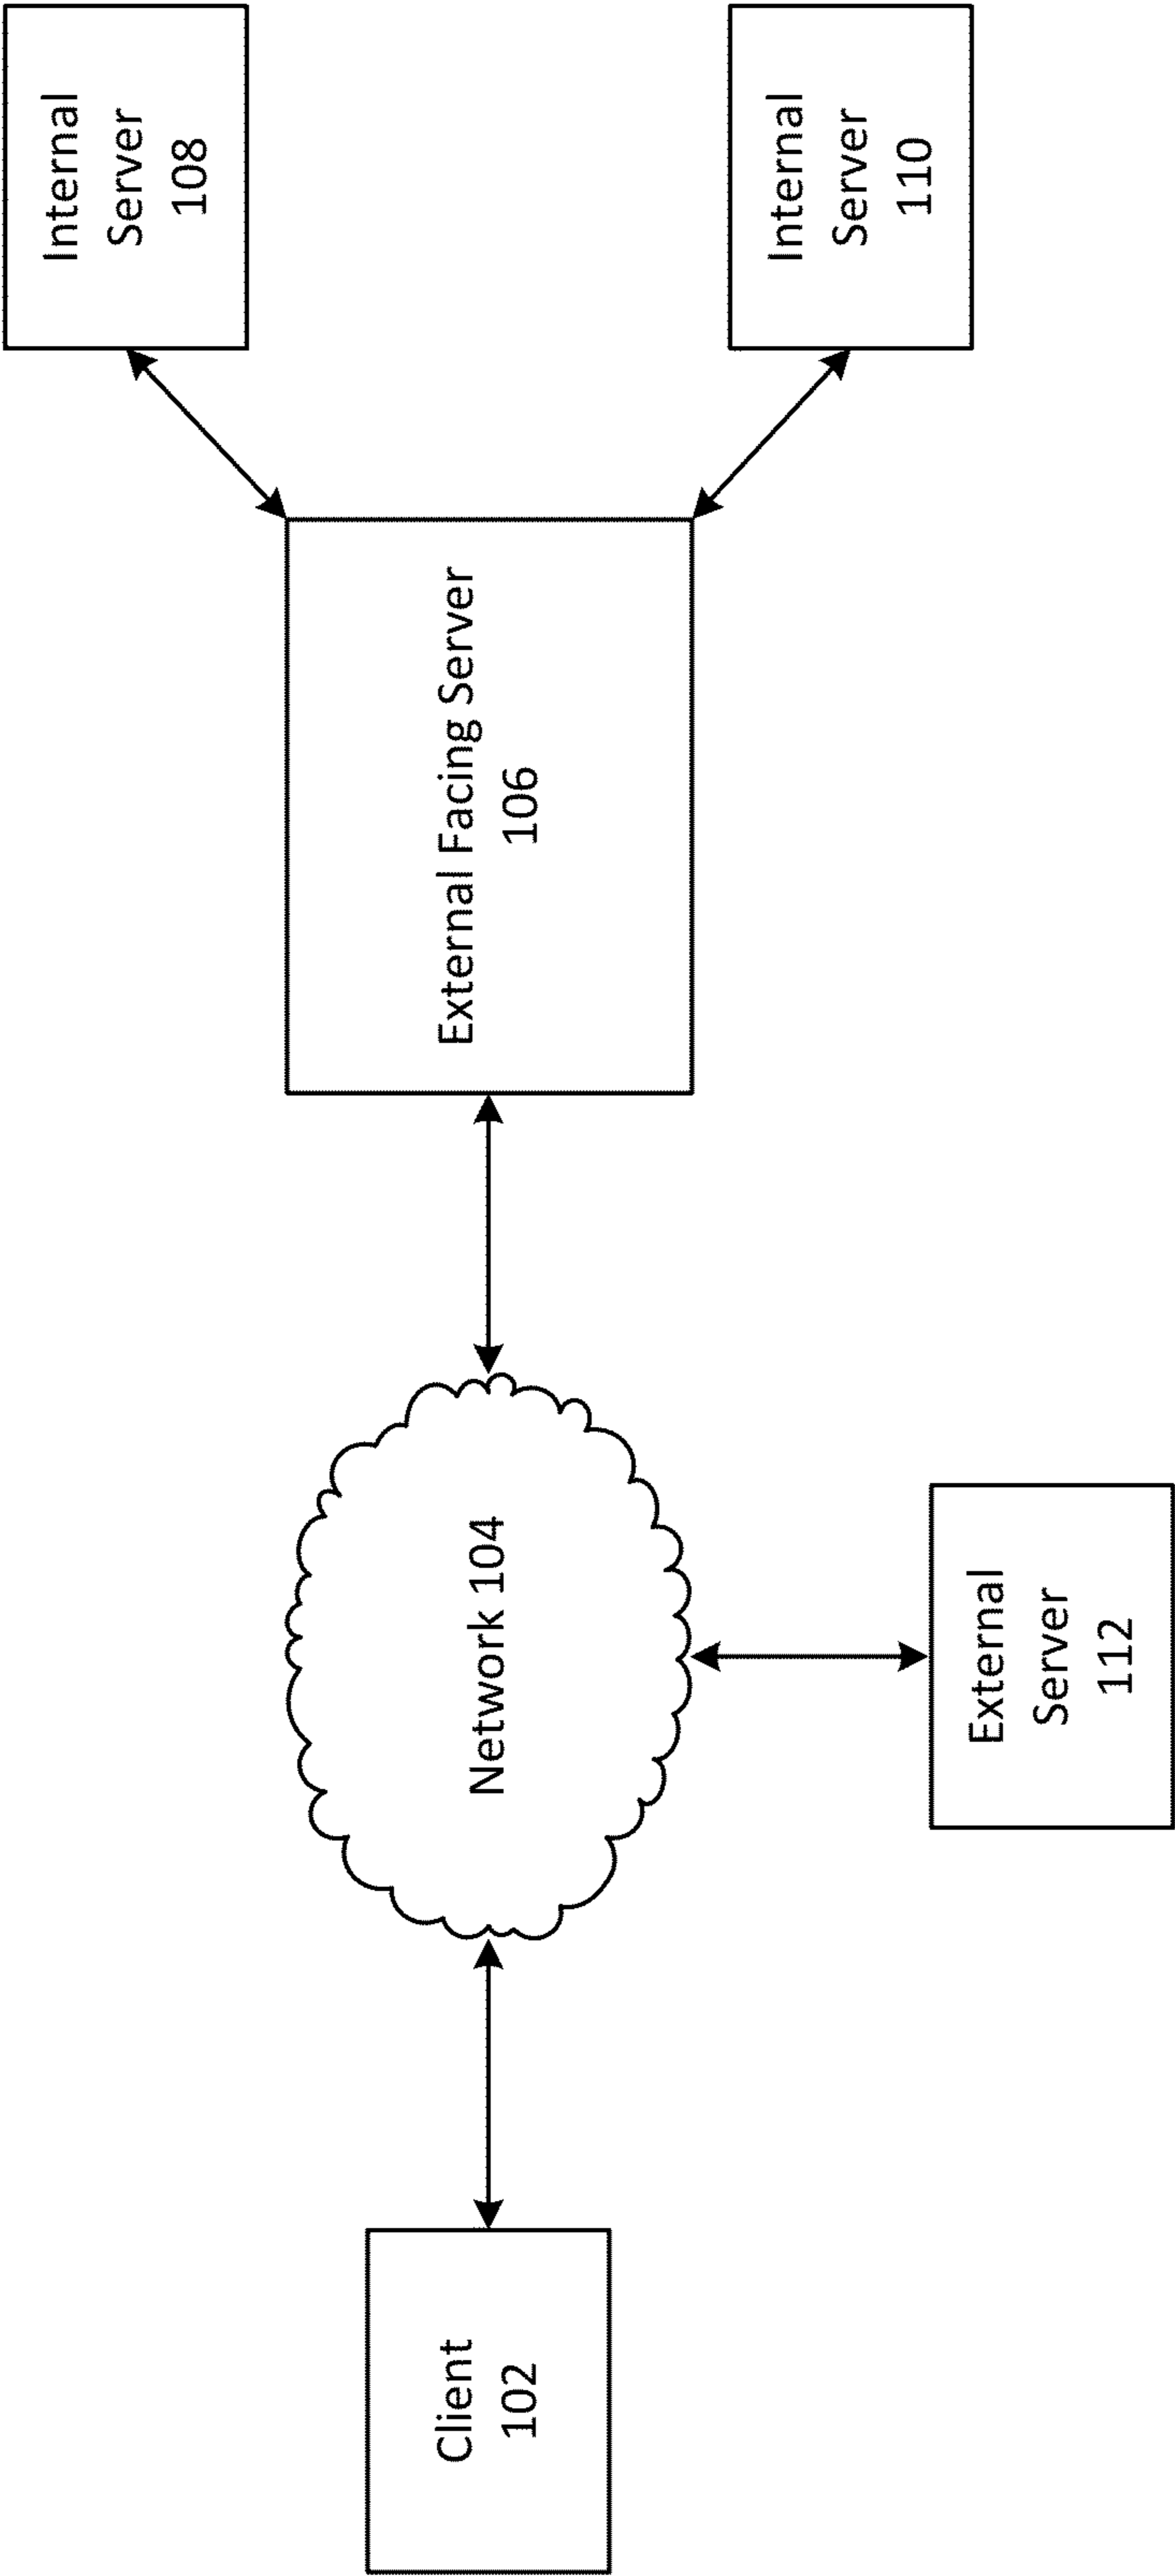 Internal
Server
108
External Facing Server
106
Internal
Server
110
Network 104
External
Server
112
Client
102